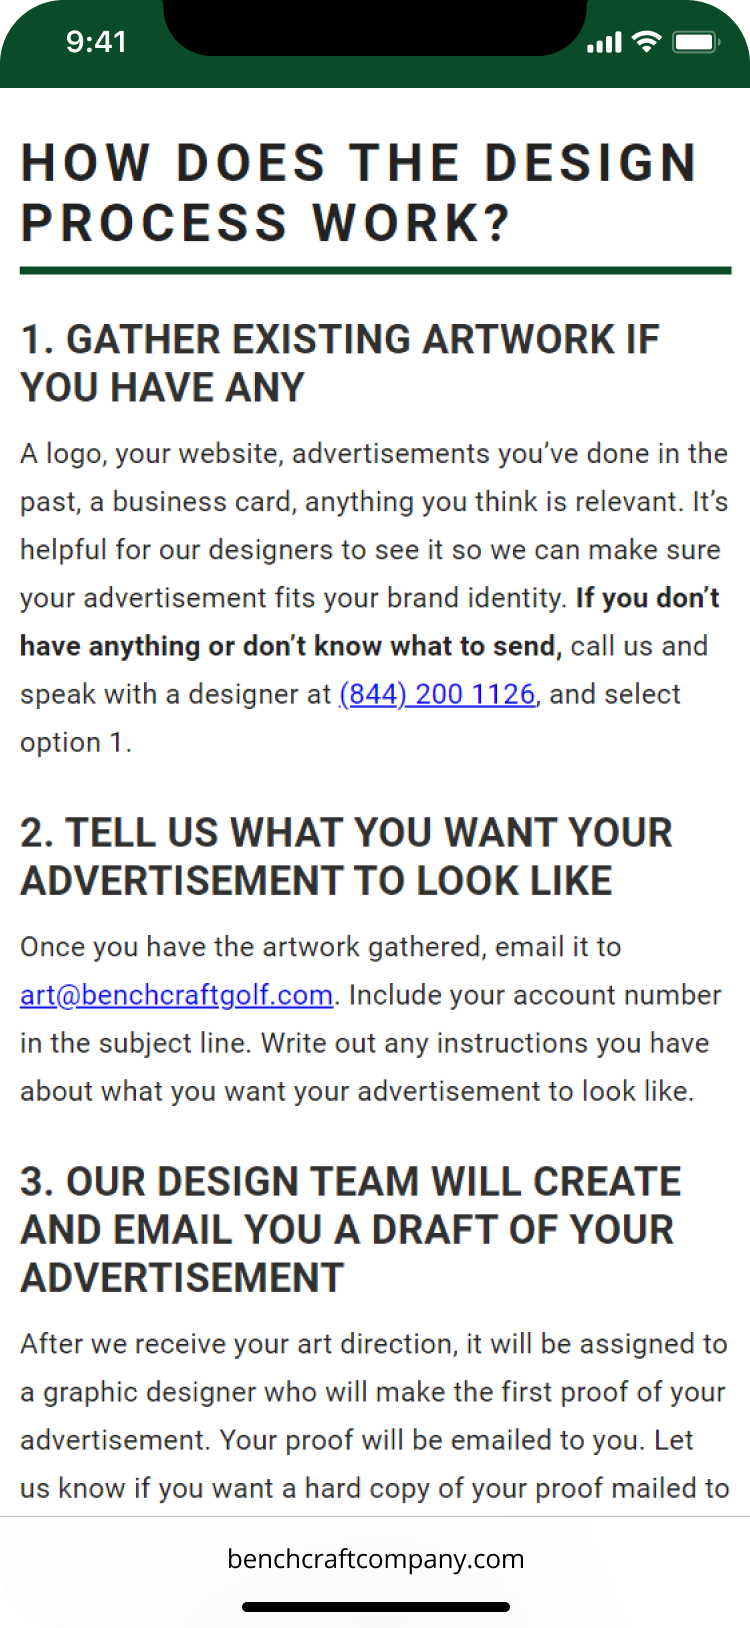 9:41
HOW DOES THE DESIGN
PROCESS WORK?
1. GATHER EXISTING ARTWORK IF
YOU HAVE ANY
A logo, your website, advertisements you’ve done in the
past, a business card, anything you think is relevant. It’s
helpful for our designers to see it so we can make sure
your advertisement fits your brand identity. If you don’t
have anything or don’t know what to send, call us and
speak with a designer at (844) 200 1126, and select
option 1.
2. TELL US WHAT YOU WANT YOUR
ADVERTISEMENT TO LOOK LIKE
Once you have the artwork gathered, email it to
art@benchcraftgolf.com. Include your account number
in the subject line. Write out any instructions you have
about what you want your advertisement to look like.
3. OUR DESIGN TEAM WILL CREATE
AND EMAIL YOU A DRAFT OF YOUR
ADVERTISEMENT
After we receive your art direction, it will be assigned to
a graphic designer who will make the first proof of your
advertisement. Your proof will be emailed to you. Let
us know if you want a hard copy of your proof mailed to
benchcraftcompany.com